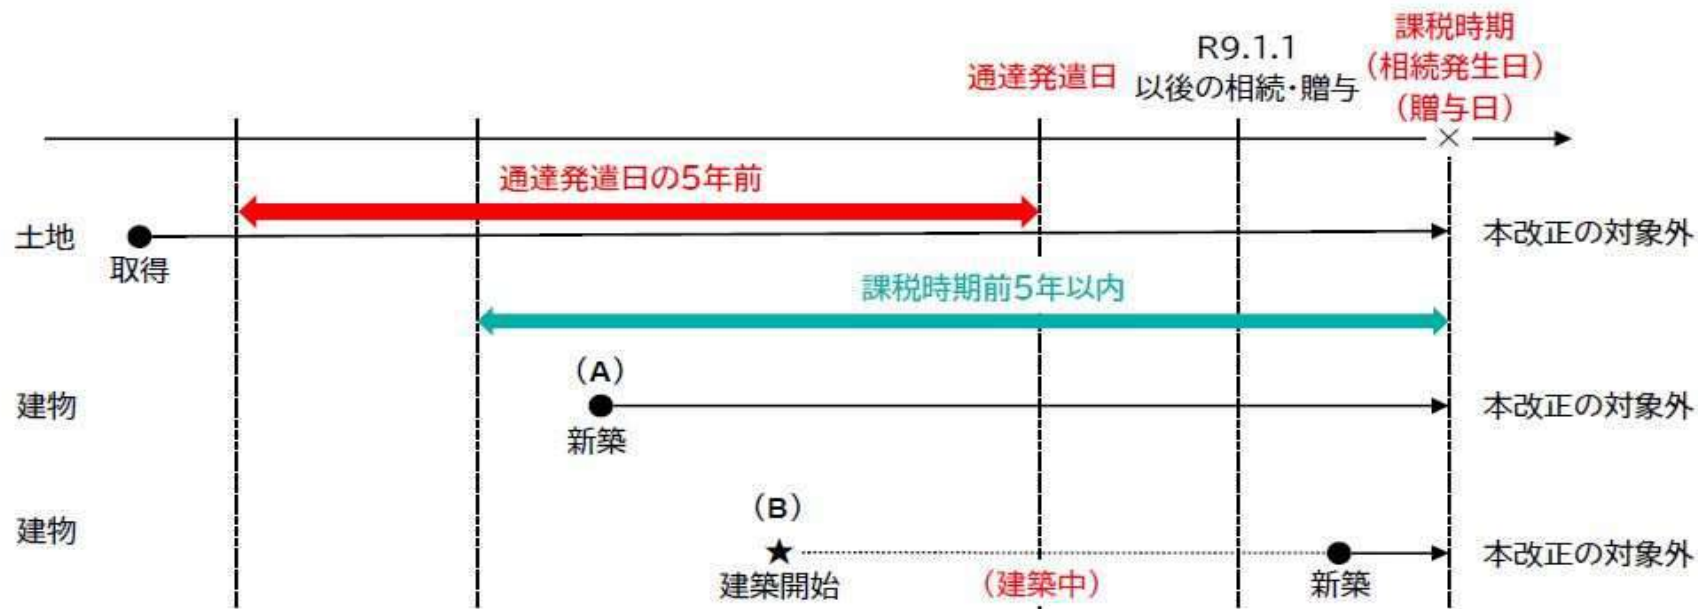 課税時期
(相続発生日)
(贈与日)
R9.1.1
以後の相続・贈与
通達発遣日
通達発遣日の5年前
土地
取得
本改正の対象外
課税時期前5年以内
(A)
建物
新築
本改正の対象外
(B)
建物
建築開始
(建築中)
新築
本改正の対象外